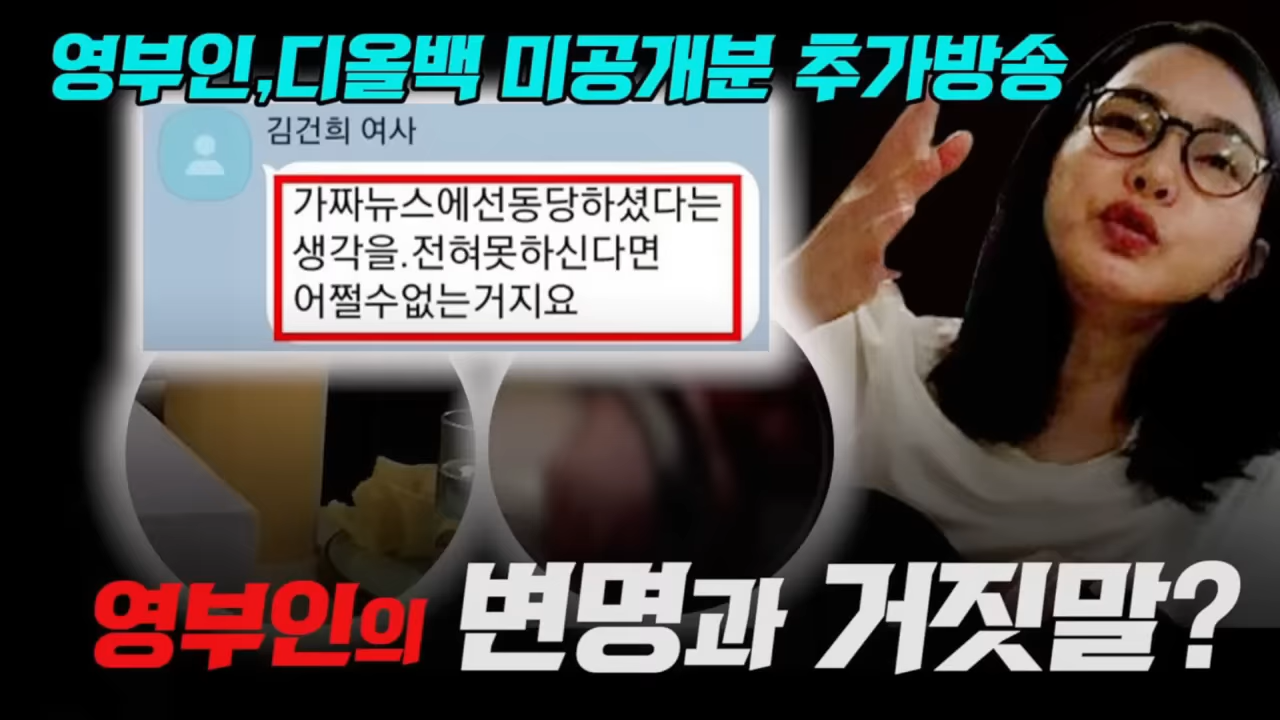 영부인,디올백 미공개분 추가방송
김건희 여사
가짜뉴스에선동당하셨다는
생각을.전혀못하신다면
어쩔수없는거지요
영부인의 변명과 거짓말?